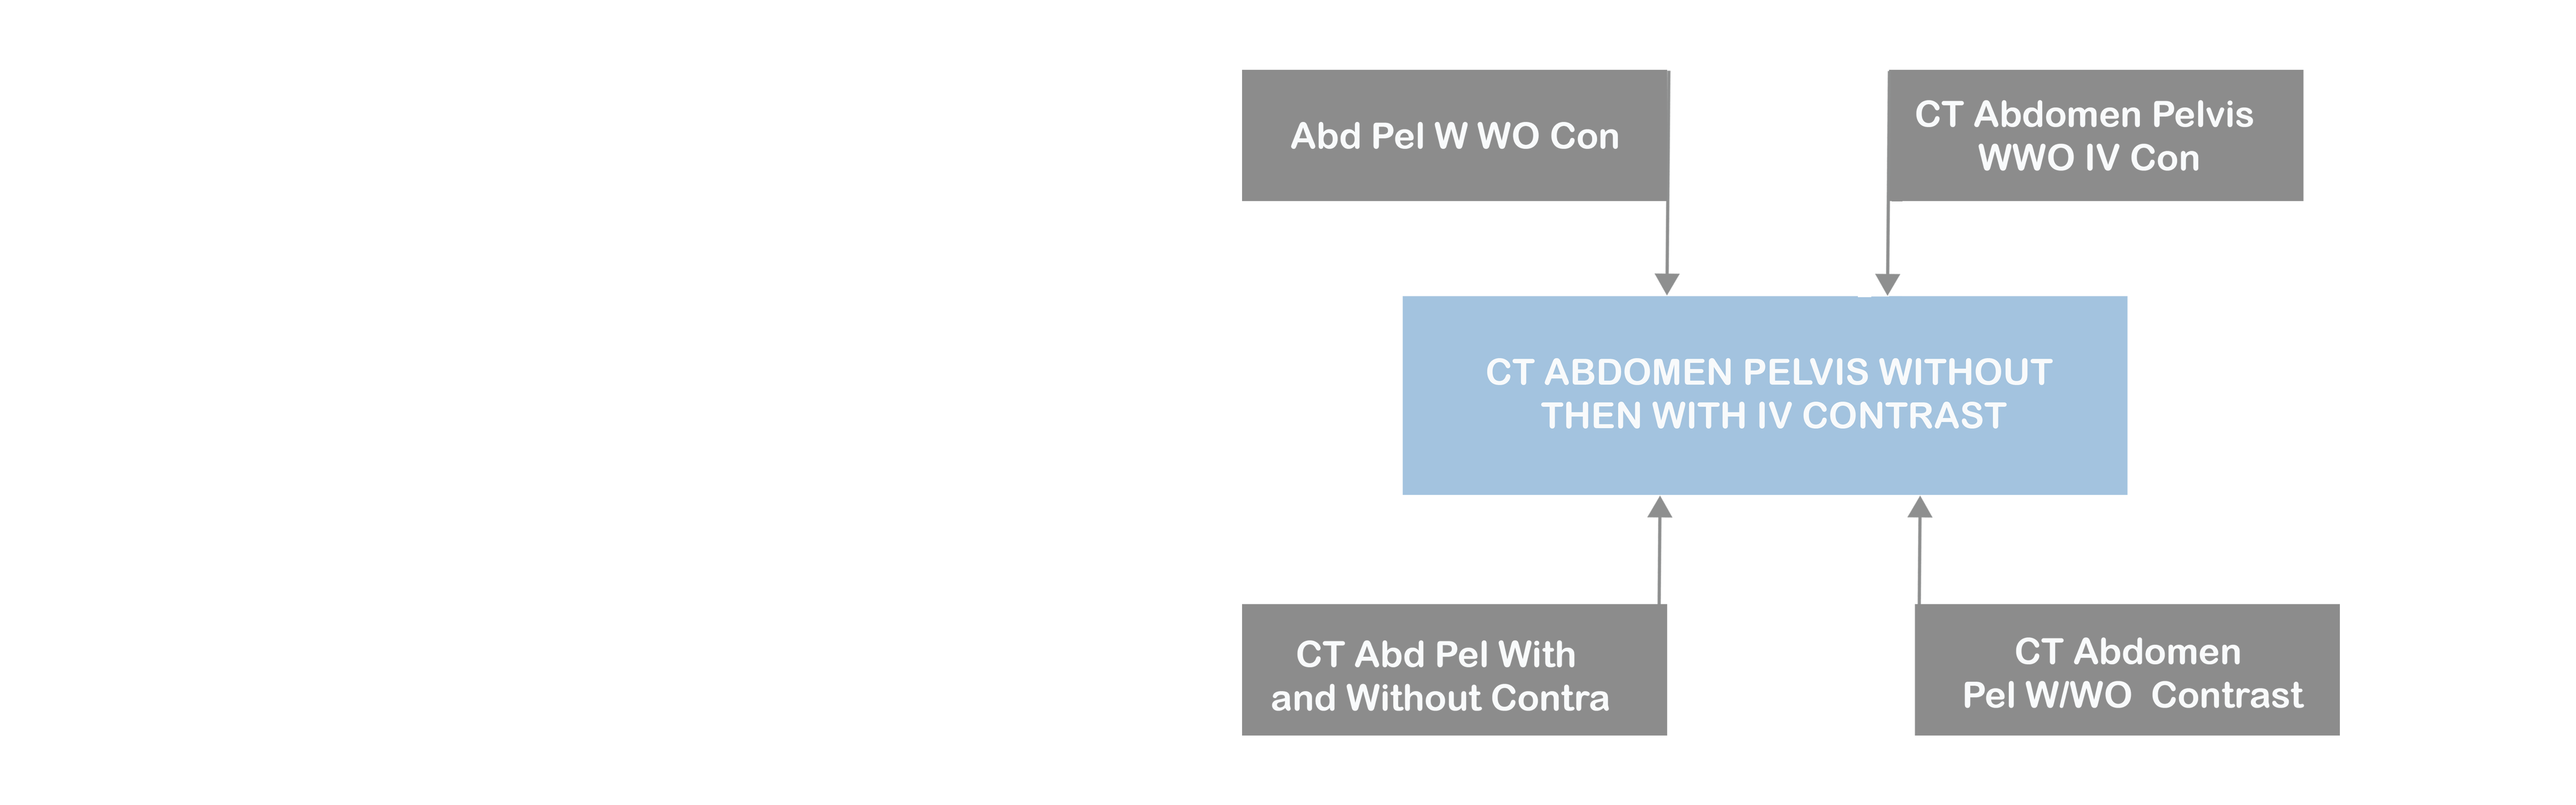 Abd Pel W WO Con
CT Abdomen Pelvis
WWO IV Con
CT ABDOMEN PELVIS WITHOUT
THEN WITH IV CONTRAST
CT Abd Pel With
and Without Contra
CT Abdomen
Pel W/WO  Contrast